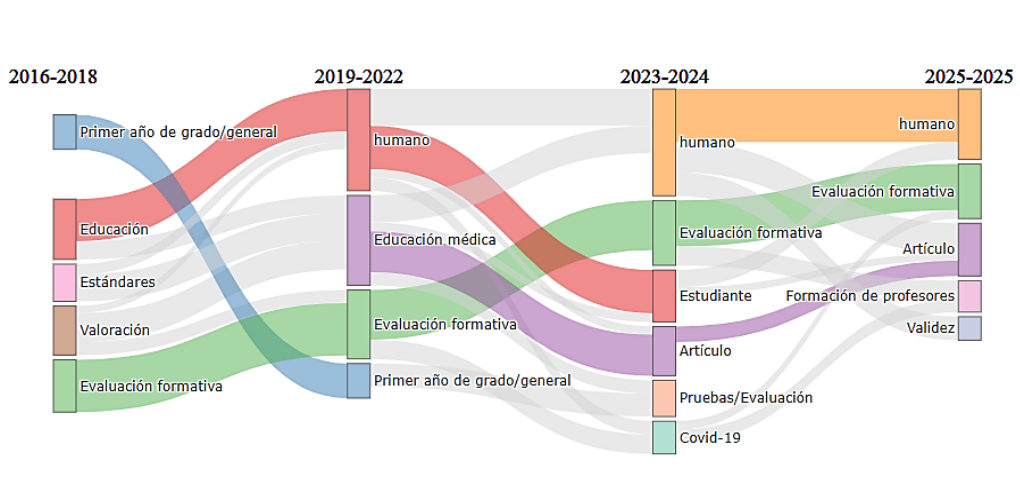 2016-2018
2019-2022
2023-2024
2025-2025
Primer año de grado/general
Educación
Estándares
Valoración
Evaluación formativa
humano
Educación médica
Evaluación formativa
Primer año de grado/general
humano
Evaluación formativa
Estudiante
Artículo
Pruebas/Evaluación
Covid-19
humano
Evaluación formativa
Artículo
Formación de profesores
Validez